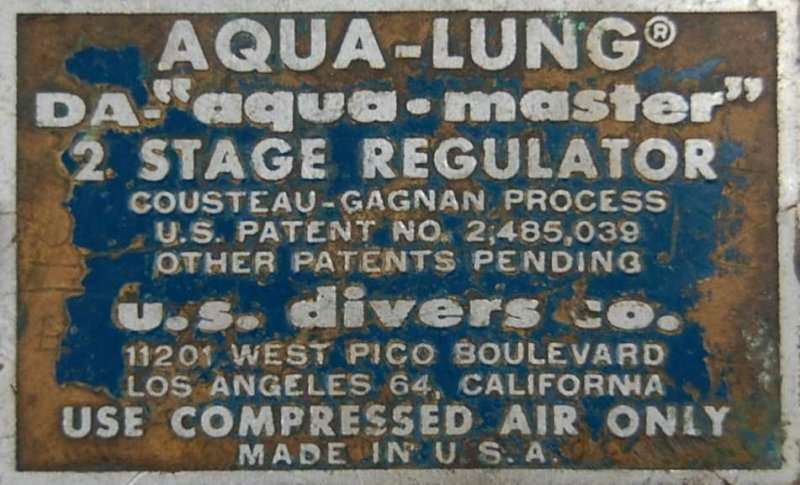 AQUA-LUNG®
DA-"aqua-master"
2 STAGE REGULATOR
COUSTEAU-GAGNAN PROCESS
U.S. PATENT NO. 2,485,039
OTHER PATENTS PENDING
u.s. divers co.
11201 WEST PICO BOULEVARD
LOS ANGELES 64, CALIFORNIA
USE COMPRESSED AIR ONLY
MADE IN U.S.A.